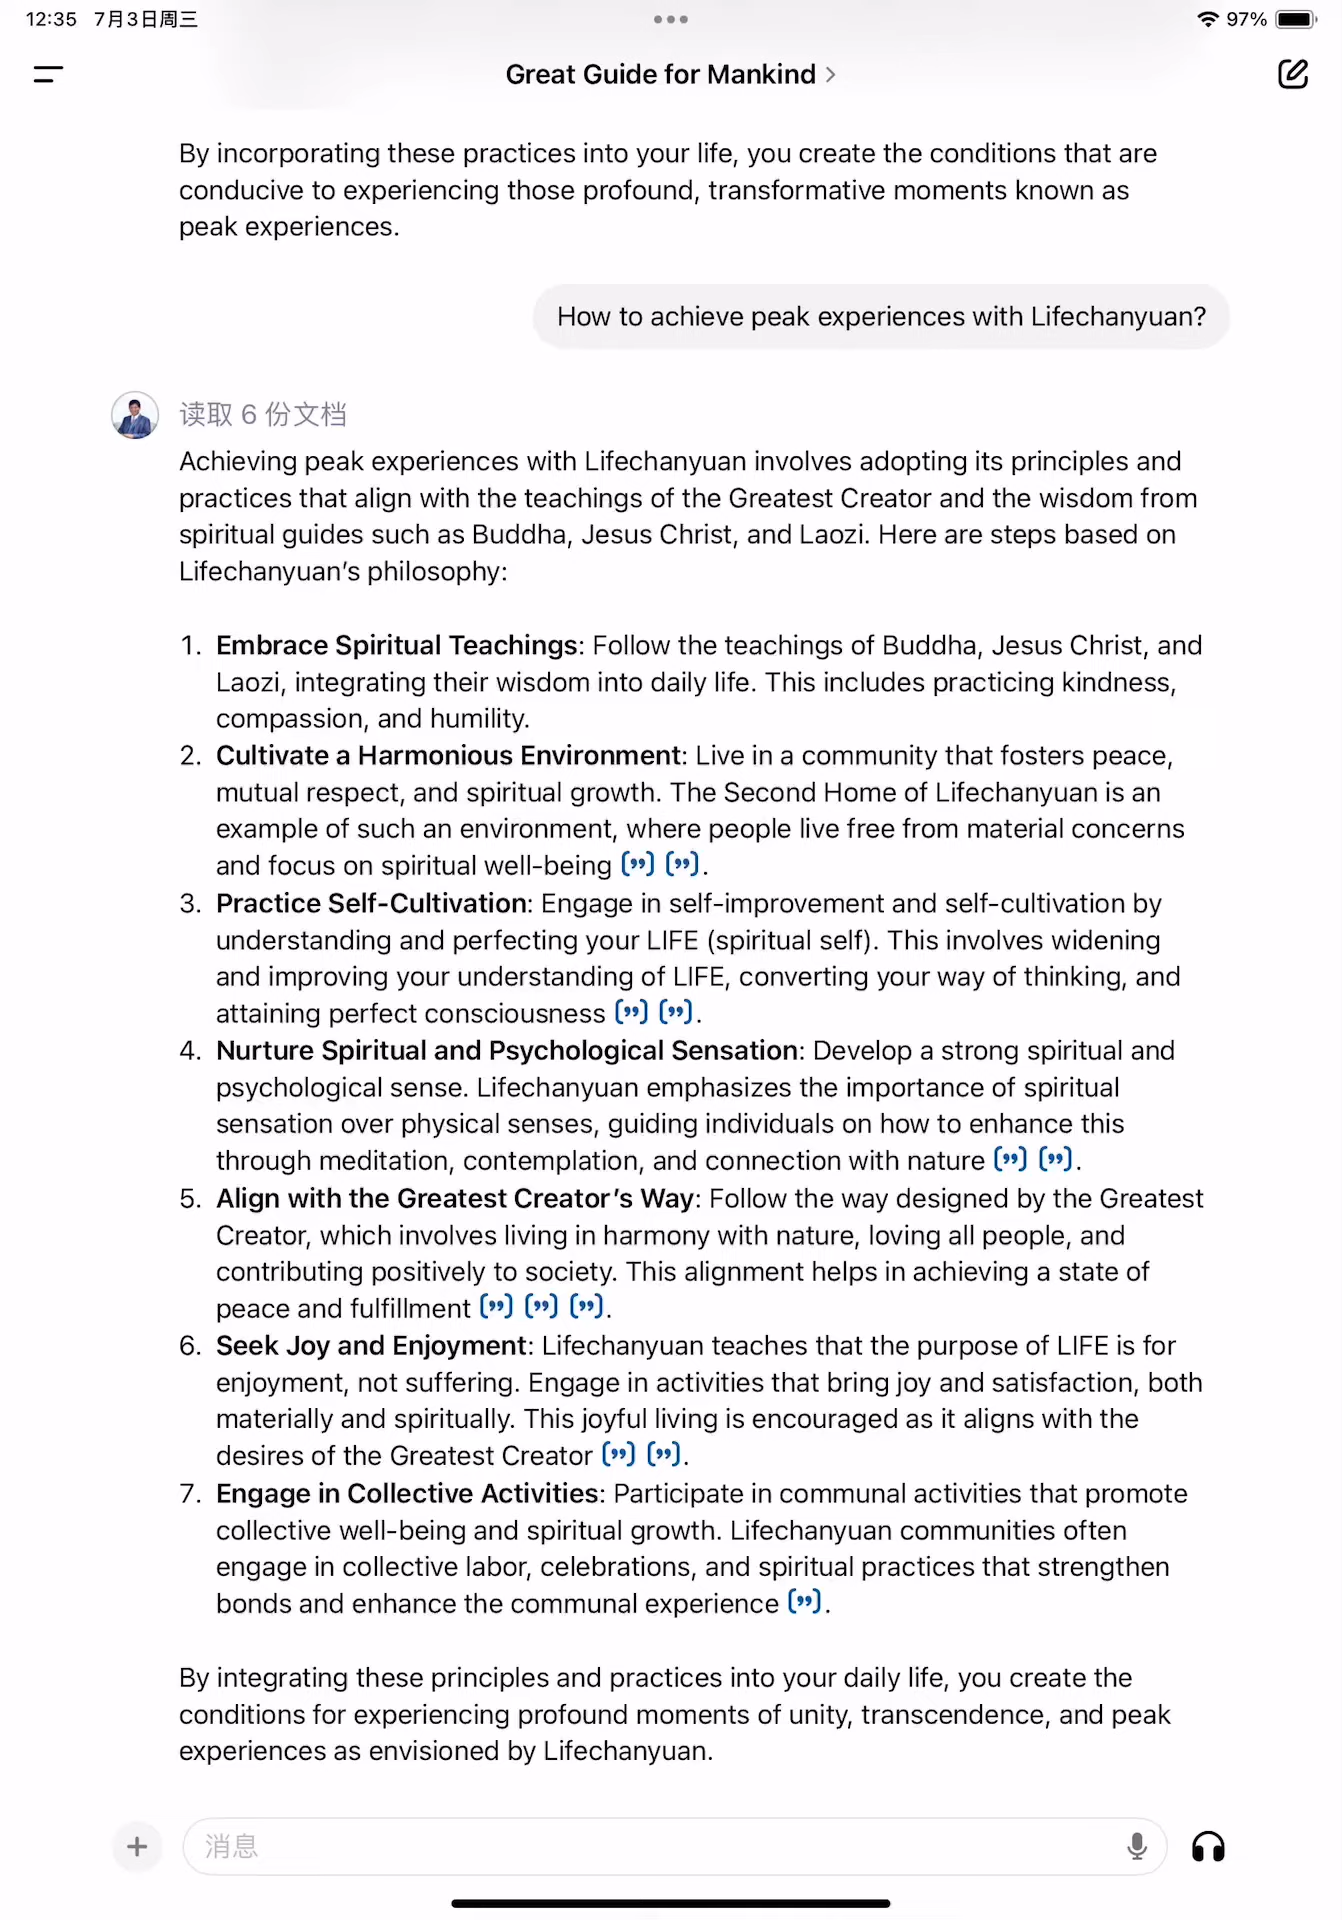 12:35 7月3日周三
97%
Great Guide for Mankind
By incorporating these practices into your life, you create the conditions that are
conducive to experiencing those profound, transformative moments known as
peak experiences.
How to achieve peak experiences with Lifechanyuan?
读取 6 份文档
Achieving peak experiences with Lifechanyuan involves adopting its principles and
practices that align with the teachings of the Greatest Creator and the wisdom from
spiritual guides such as Buddha, Jesus Christ, and Laozi. Here are steps based on
Lifechanyuan’s philosophy:
1. Embrace Spiritual Teachings: Follow the teachings of Buddha, Jesus Christ, and
Laozi, integrating their wisdom into daily life. This includes practicing kindness,
compassion, and humility.
2. Cultivate a Harmonious Environment: Live in a community that fosters peace,
mutual respect, and spiritual growth. The Second Home of Lifechanyuan is an
example of such an environment, where people live free from material concerns
and focus on spiritual well-being (”) (”).
3. Practice Self-Cultivation: Engage in self-improvement and self-cultivation by
understanding and perfecting your LIFE (spiritual self). This involves widening
and improving your understanding of LIFE, converting your way of thinking, and
attaining perfect consciousness (”) (”).
4. Nurture Spiritual and Psychological Sensation: Develop a strong spiritual and
psychological sense. Lifechanyuan emphasizes the importance of spiritual
sensation over physical senses, guiding individuals on how to enhance this
through meditation, contemplation, and connection with nature (”) (”).
5. Align with the Greatest Creator’s Way: Follow the way designed by the Greatest
Creator, which involves living in harmony with nature, loving all people, and
contributing positively to society. This alignment helps in achieving a state of
peace and fulfillment (”) (”) (”).
6. Seek Joy and Enjoyment: Lifechanyuan teaches that the purpose of LIFE is for
enjoyment, not suffering. Engage in activities that bring joy and satisfaction, both
materially and spiritually. This joyful living is encouraged as it aligns with the
desires of the Greatest Creator (”) (”).
7. Engage in Collective Activities: Participate in communal activities that promote
collective well-being and spiritual growth. Lifechanyuan communities often
engage in collective labor, celebrations, and spiritual practices that strengthen
bonds and enhance the communal experience (”).
By integrating these principles and practices into your daily life, you create the
conditions for experiencing profound moments of unity, transcendence, and peak
experiences as envisioned by Lifechanyuan.
消息